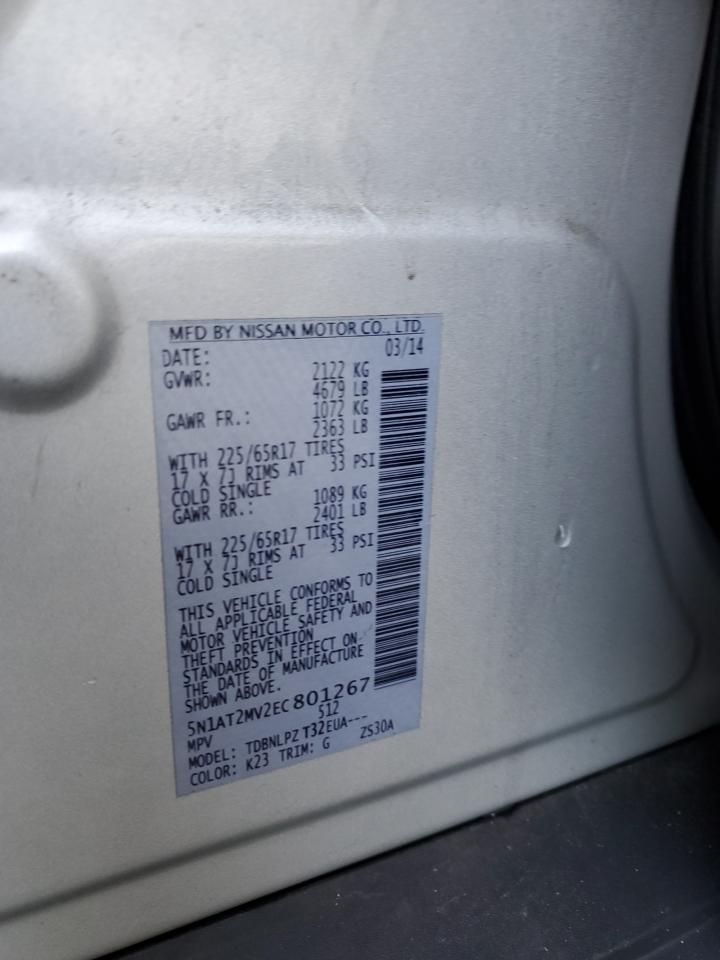 MFD BY NISSAN MOTOR CO., LTD.
DATE: 03/14
GVWR: 2122 KG
4679 LB
GAWR FR.: 1072 KG
2363 LB
WITH 225/65R17 TIRES
17 X 7J RIMS AT 33 PSI
COLD SINGLE
GAWR RR.: 1089 KG
2401 LB
WITH 225/65R17 TIRES
17 X 7J RIMS AT 33 PSI
COLD SINGLE
THIS VEHICLE CONFORMS TO
ALL APPLICABLE FEDERAL
MOTOR VEHICLE SAFETY AND
THEFT PREVENTION
STANDARDS IN EFFECT ON
THE DATE OF MANUFACTURE
SHOWN ABOVE.
5N1AT2MV2EC801267
MPV 512
MODEL: TDBNLPZ T32EUA---
COLOR: K23 TRIM: G ZS30A